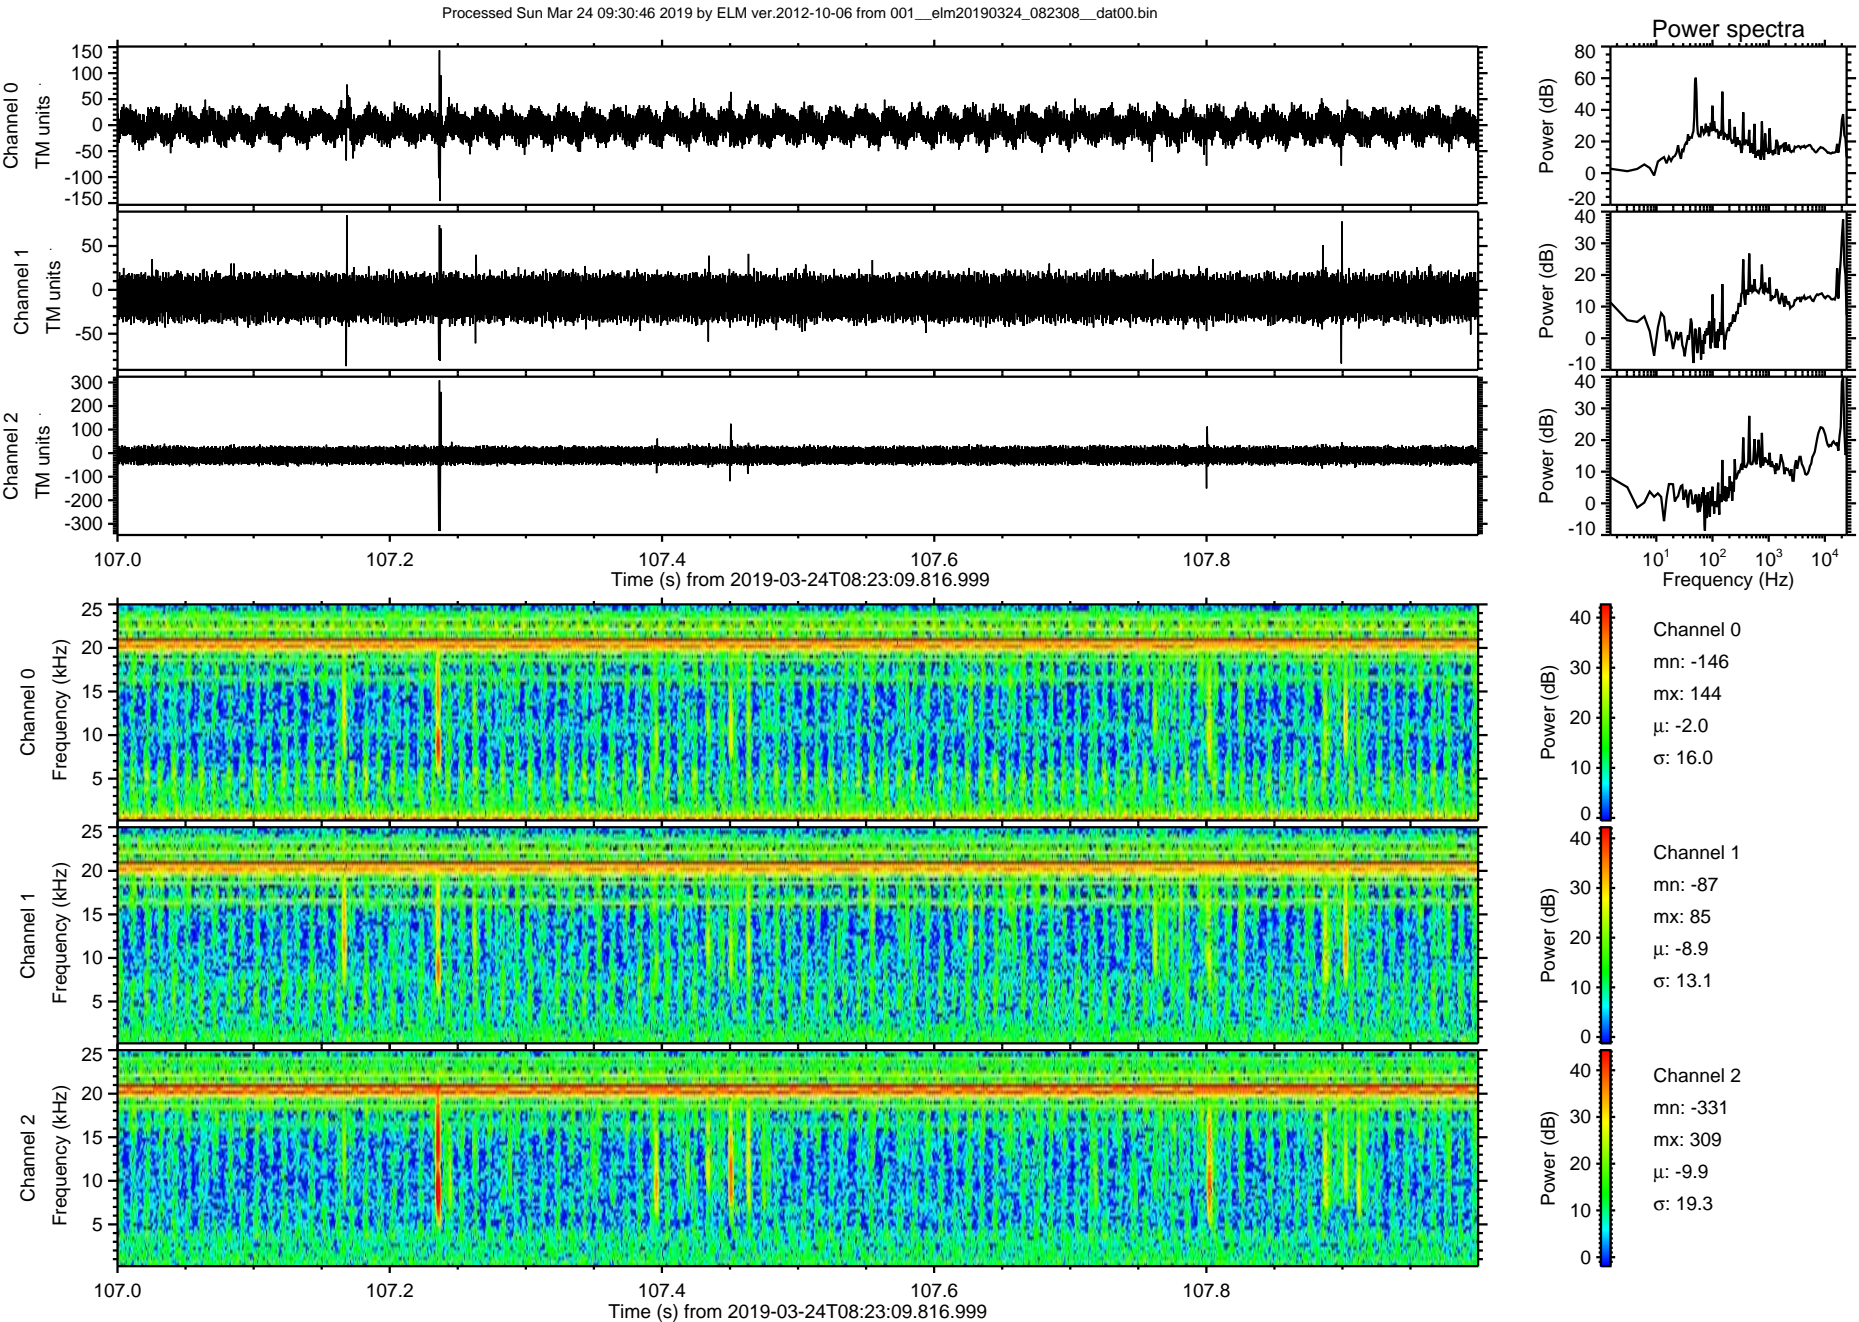 Processed Sun Mar 24 09:30:46 2019 by ELM ver.2012-10-06 from 001__elm20190324_082308__dat00.bin
Power spectra
Channel 0
TM units
150
100
50
0
-50
-100
-150
Power (dB)
80
60
40
20
0
-20
Channel 1
TM units
50
0
-50
Power (dB)
40
30
20
10
0
-10
Channel 2
TM units
300
200
100
0
-100
-200
-300
Power (dB)
40
30
20
10
0
-10
107.0 107.2 107.4 107.6 107.8
Time (s) from 2019-03-24T08:23:09.816.999
10¹ 10² 10³ 10⁴
Frequency (Hz)
Channel 0
Frequency (kHz)
25
20
15
10
5
Power (dB)
40
30
20
10
0
Channel 0
mn: -146
mx: 144
μ: -2.0
σ: 16.0
Channel 1
Frequency (kHz)
25
20
15
10
5
Power (dB)
40
30
20
10
0
Channel 1
mn: -87
mx: 85
μ: -8.9
σ: 13.1
Channel 2
Frequency (kHz)
25
20
15
10
5
Power (dB)
40
30
20
10
0
Channel 2
mn: -331
mx: 309
μ: -9.9
σ: 19.3
107.0 107.2 107.4 107.6 107.8
Time (s) from 2019-03-24T08:23:09.816.999